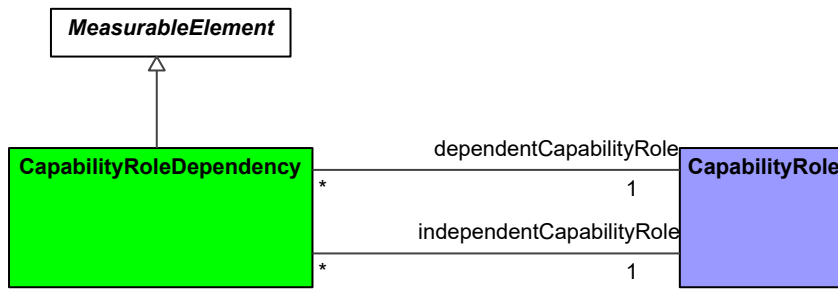 MeasurableElement
CapabilityRoleDependency
dependentCapabilityRole
CapabilityRole
* 1
independentCapabilityRole
* 1